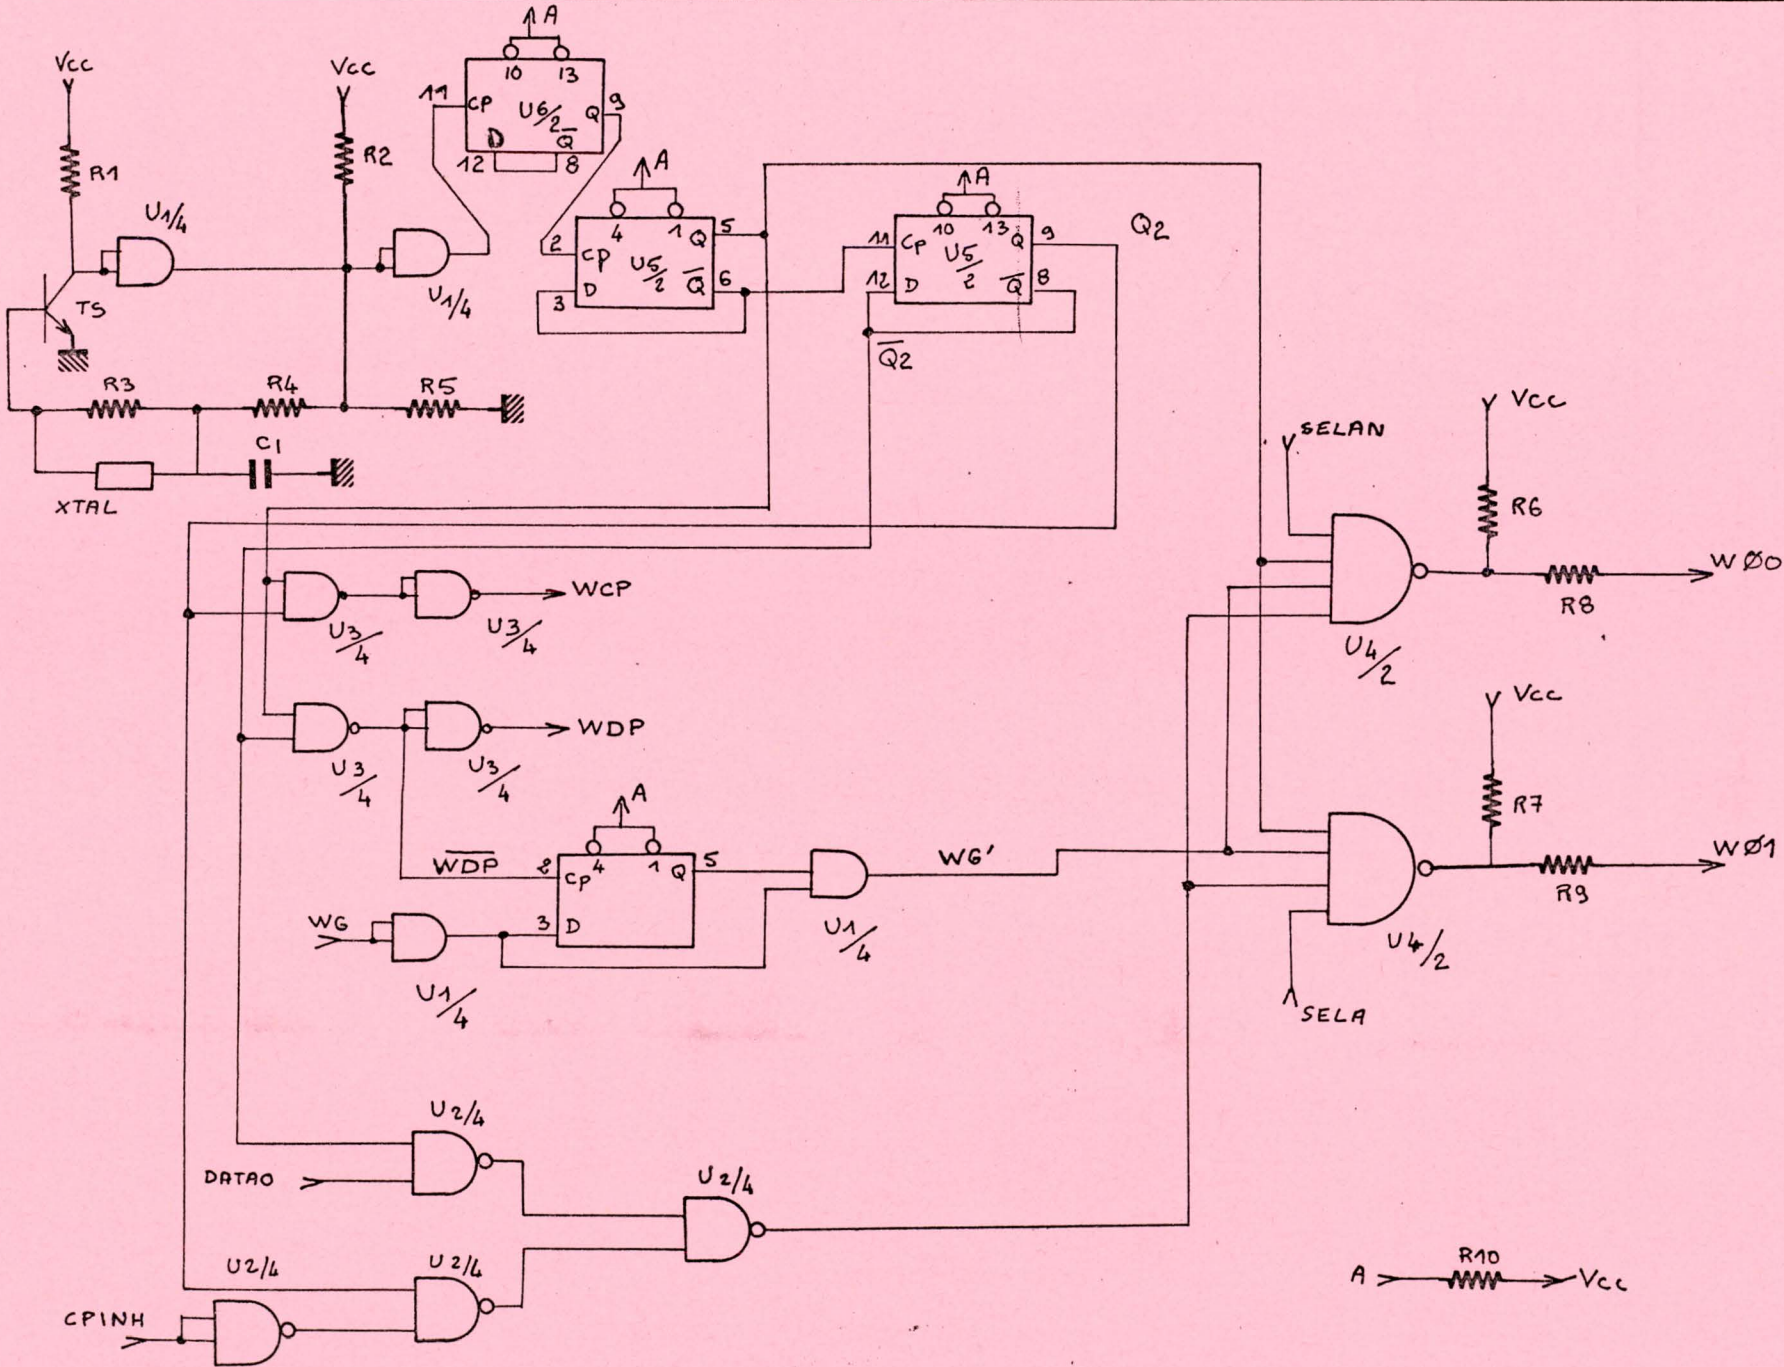 A
Vcc
Vcc
10 13
11 CP U6/2 Q 9
D Q̅
12 8
R1
R2
U1/4
A
A
4 1 Q 5
2 CP U5/2 Q̅ 6
3 D
10 13 Q 9
11 CP U5/2
12 D Q̅ 8
Q2
Q̅2
TS
U1/4
R3
R4
R5
C1
XTAL
Vcc
SELAN
R6
WØ0
R8
U4/2
WCP
U3/4
U3/4
WDP
U3/4
U3/4
Vcc
R7
WØ1
R9
U4/2
SELA
A
W̅D̅P̅
2 CP 4 1 Q 5
3 D
WG
U1/4
WG'
U1/4
U2/4
DATAO
U2/4
U2/4
U2/4
CPINH
R10
A
Vcc